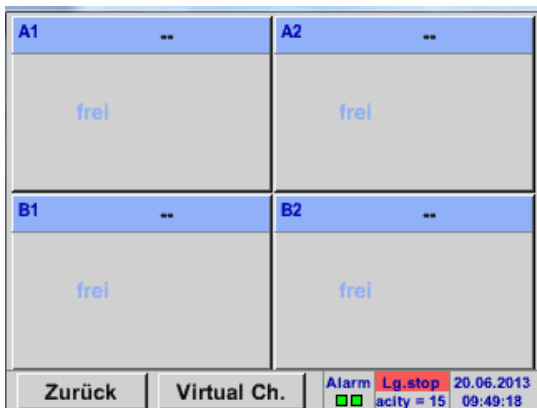 A1 --
A2 --
frei
frei
B1 --
B2 --
frei
frei
Zurück
Virtual Ch.
Alarm
Lg.stop
acity = 15
20.06.2013
09:49:18